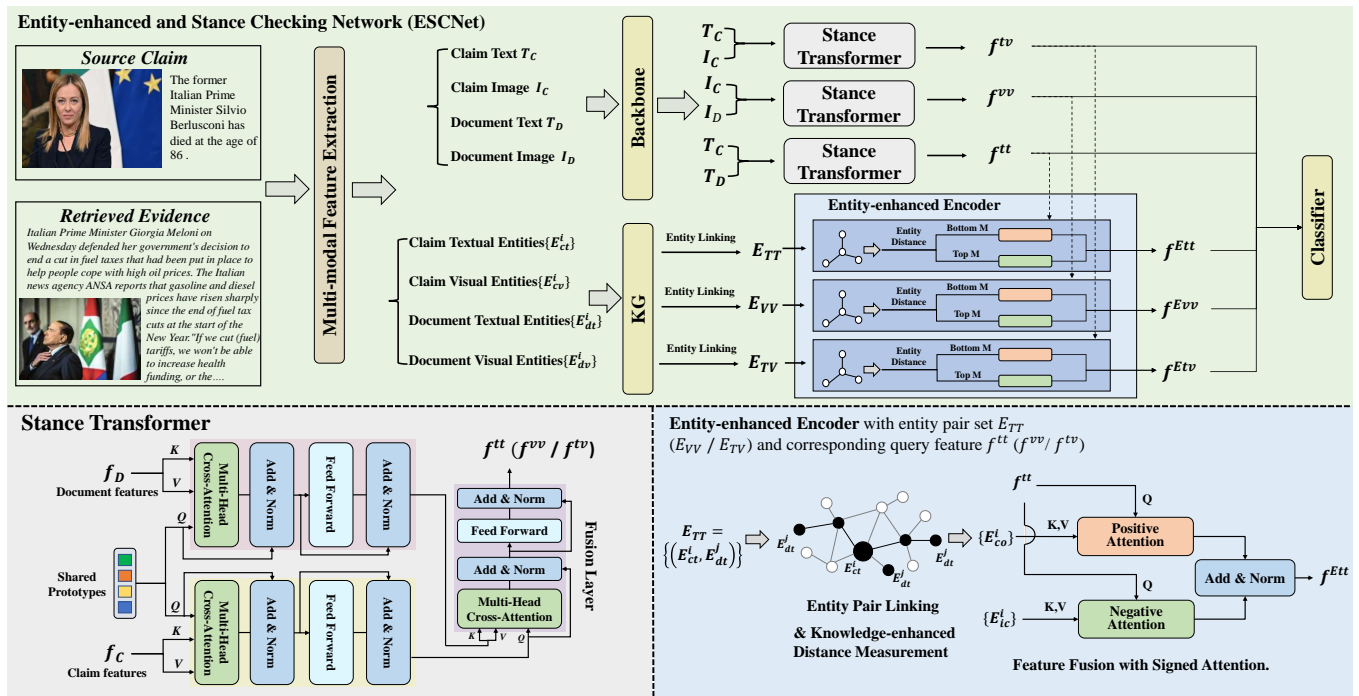 Entity-enhanced and Stance Checking Network (ESCNet)
Source Claim
The former
Italian Prime
Minister Silvio
Berlusconi has
died at the age of
86 .
Retrieved Evidence
Italian Prime Minister Giorgia Meloni on
Wednesday defended her government's decision to
end a cut in fuel taxes that had been put in place to
help people cope with high oil prices. The Italian
news agency ANSA reports that gasoline and diesel
prices have risen sharply
since the end of fuel tax
cuts at the start of the
New Year."If we cut (fuel)
tariffs, we won't be able
to increase health
funding, or the....
Multi-modal Feature Extraction
Claim Text T_C
Claim Image I_C
Document Text T_D
Document Image I_D
Claim Textual Entities{E_ct^i}
Claim Visual Entities{E_cv^i}
Document Textual Entities{E_dt^i}
Document Visual Entities{E_dv^i}
Backbone
KG
T_C
I_C
Stance
Transformer
f^tv
I_C
I_D
Stance
Transformer
f^vv
T_C
T_D
Stance
Transformer
f^tt
Entity-enhanced Encoder
Entity Linking
E_TT
Entity
Distance
Bottom M
Top M
f^Ett
Entity Linking
E_VV
Entity
Distance
Bottom M
Top M
f^Evv
Entity Linking
E_TV
Entity
Distance
Bottom M
Top M
f^Etv
Classifier
Stance Transformer
f_D
Document features
K
V
Q
Multi-Head
Cross-Attention
Add & Norm
Feed Forward
Add & Norm
Shared
Prototypes
Q
K
V
f_C
Claim features
Multi-Head
Cross-Attention
Add & Norm
Feed Forward
Add & Norm
f^tt (f^vv / f^tv)
Add & Norm
Feed Forward
Add & Norm
Multi-Head
Cross-Attention
K
V
Q
Fusion Layer
Entity-enhanced Encoder with entity pair set E_TT
(E_VV / E_TV) and corresponding query feature f^tt (f^vv/ f^tv)
E_TT =
{(E_ct^i, E_dt^j)}
E_dt^j
E_ct^i
E_dt^j
E_dt^j
Entity Pair Linking
& Knowledge-enhanced
Distance Measurement
f^tt
Q
{E_co^i}
K,V
Positive
Attention
Q
{E_ic^i}
K,V
Negative
Attention
Add & Norm
f^Ett
Feature Fusion with Signed Attention.